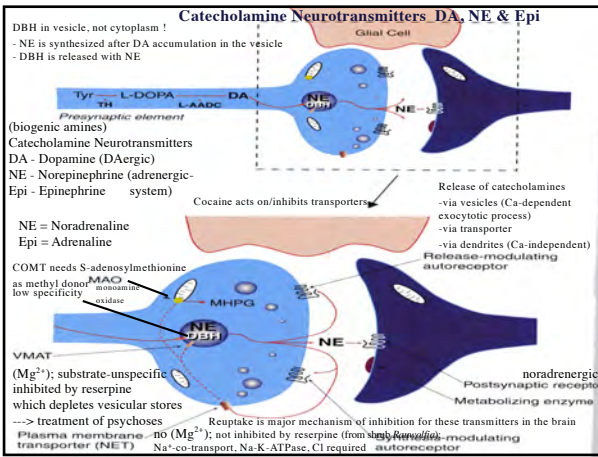 Catecholamine Neurotransmitters DA, NE & Epi
DBH in vesicle, not cytoplasm !
- NE is synthesized after DA accumulation in the vesicle
- DBH is released with NE
Glial Cell
Tyr L-DOPA DA
TH L-AADC
NE
DBH
NE
Presynaptic element
(biogenic amines)
Catecholamine Neurotransmitters
DA - Dopamine (DAergic)
NE - Norepinephrine (adrenergic-
Epi - Epinephrine system)
Cocaine acts on/inhibits transporters
Release of catecholamines
-via vesicles (Ca-dependent
exocytotic process)
-via transporter
-via dendrites (Ca-independent)
NE = Noradrenaline
Epi = Adrenaline
Release-modulating
autoreceptor
COMT needs S-adenosylmethionine
as methyl donor
low specificity
MAO monoamine
oxidase
MHPG
NE
DBH
NE
VMAT
(Mg2+); substrate-unspecific
inhibited by reserpine
which depletes vesicular stores
---> treatment of psychoses
noradrenergic
Postsynaptic receptor
Metabolizing enzyme
Reuptake is major mechanism of inhibition for these transmitters in the brain
Plasma membrane
transporter (NET)
no (Mg2+); not inhibited by reserpine (from shrub Rauwolfia);
Na+-co-transport, Na-K-ATPase, Cl required
Synthesis-modulating
autoreceptor